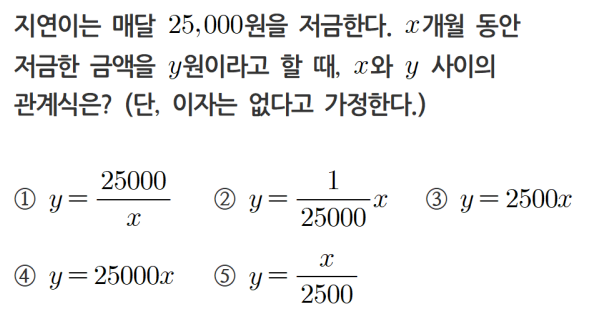 지연이는 매달 25,000원을 저금한다. x개월 동안
저금한 금액을 y원이라고 할 때, x와 y 사이의
관계식은? (단, 이자는 없다고 가정한다.)
① y = 25000/x ② y = 1/25000 x ③ y = 2500x
④ y = 25000x ⑤ y = x/2500